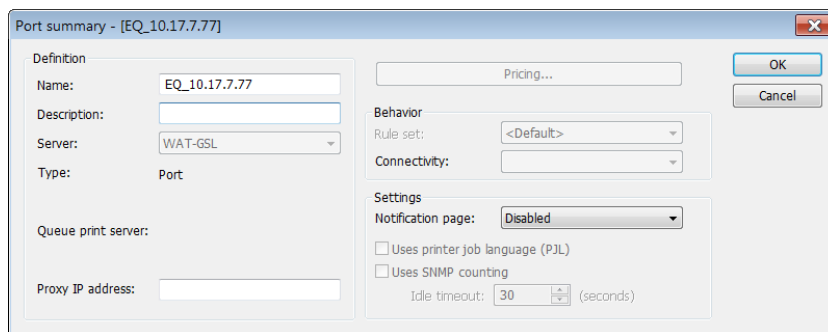 Port summary - [EQ_10.17.7.77]
Definition
Name: EQ_10.17.7.77
Description:
Server: WAT-GSL
Type: Port
Queue print server:
Proxy IP address:
Pricing...
Behavior
Rule set: <Default>
Connectivity:
Settings
Notification page: Disabled
Uses printer job language (PJL)
Uses SNMP counting
Idle timeout: 30 (seconds)
OK
Cancel